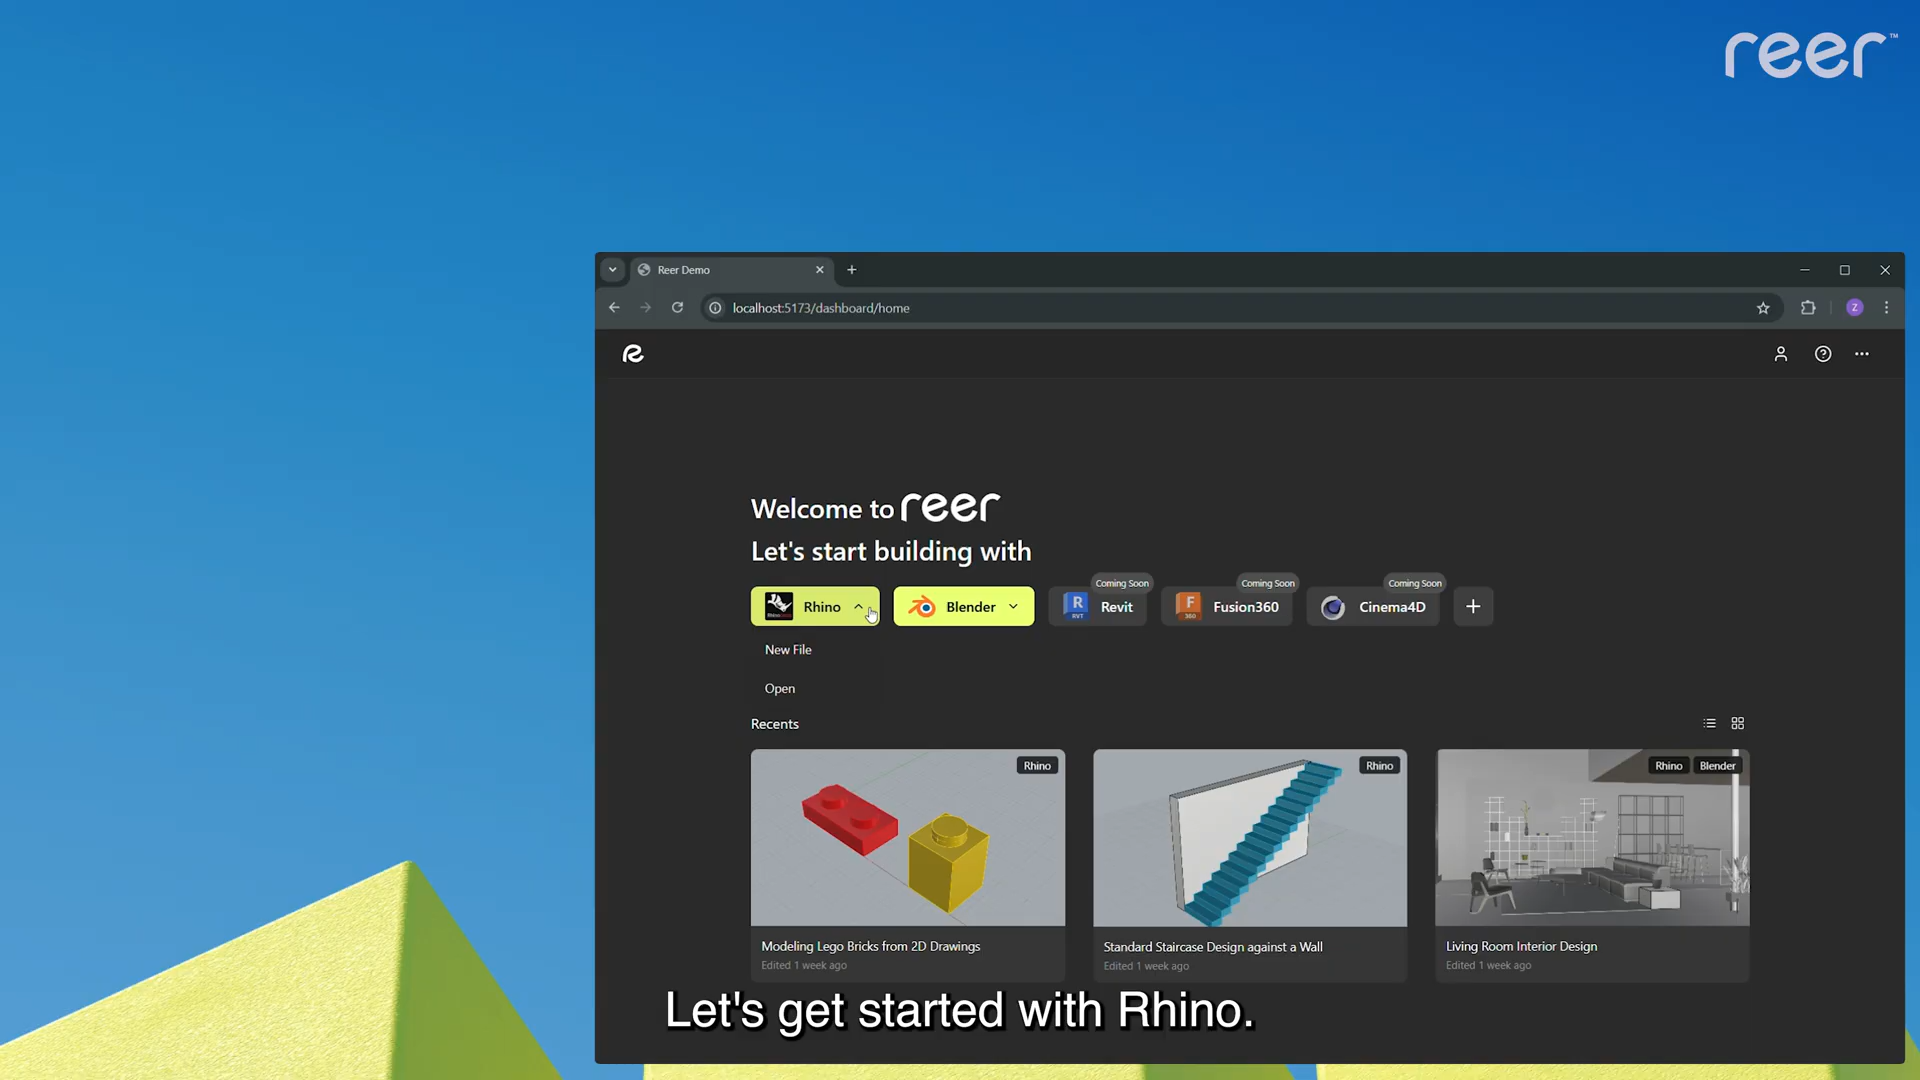 reer™
Reer Demo
localhost:5173/dashboard/home
Z
Welcome to reer
Let's start building with
Coming Soon
Coming Soon
Coming Soon
Rhino
Blender
R
RVT
Revit
F
360
Fusion360
Cinema4D
New File
Open
Recents
Rhino
Rhino
Rhino
Blender
Modeling Lego Bricks from 2D Drawings
Edited 1 week ago
Standard Staircase Design against a Wall
Edited 1 week ago
Living Room Interior Design
Edited 1 week ago
Let's get started with Rhino.